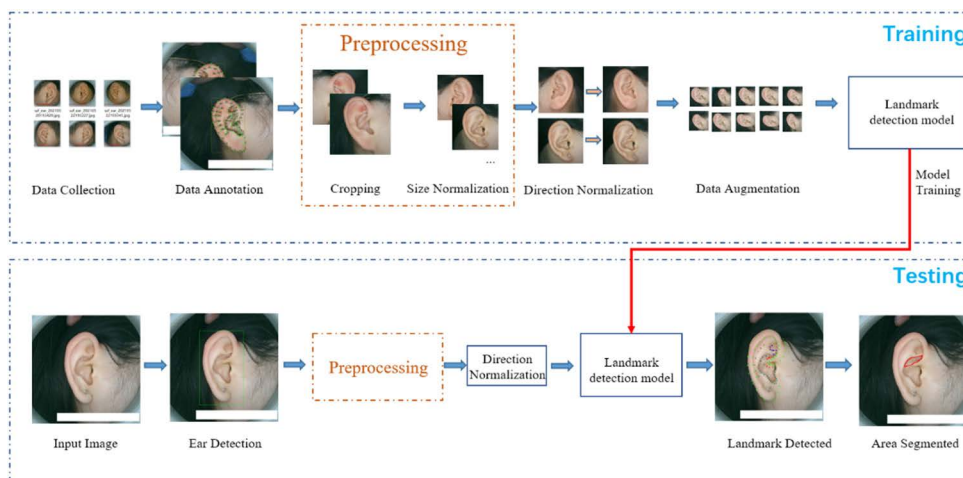 Training
Preprocessing
Landmark
detection model
Data Collection
Data Annotation
Cropping
Size Normalization
...
Direction Normalization
Data Augmentation
Model
Training
Testing
Preprocessing
Direction
Normalization
Landmark
detection model
Input Image
Ear Detection
Landmark Detected
Area Segmented